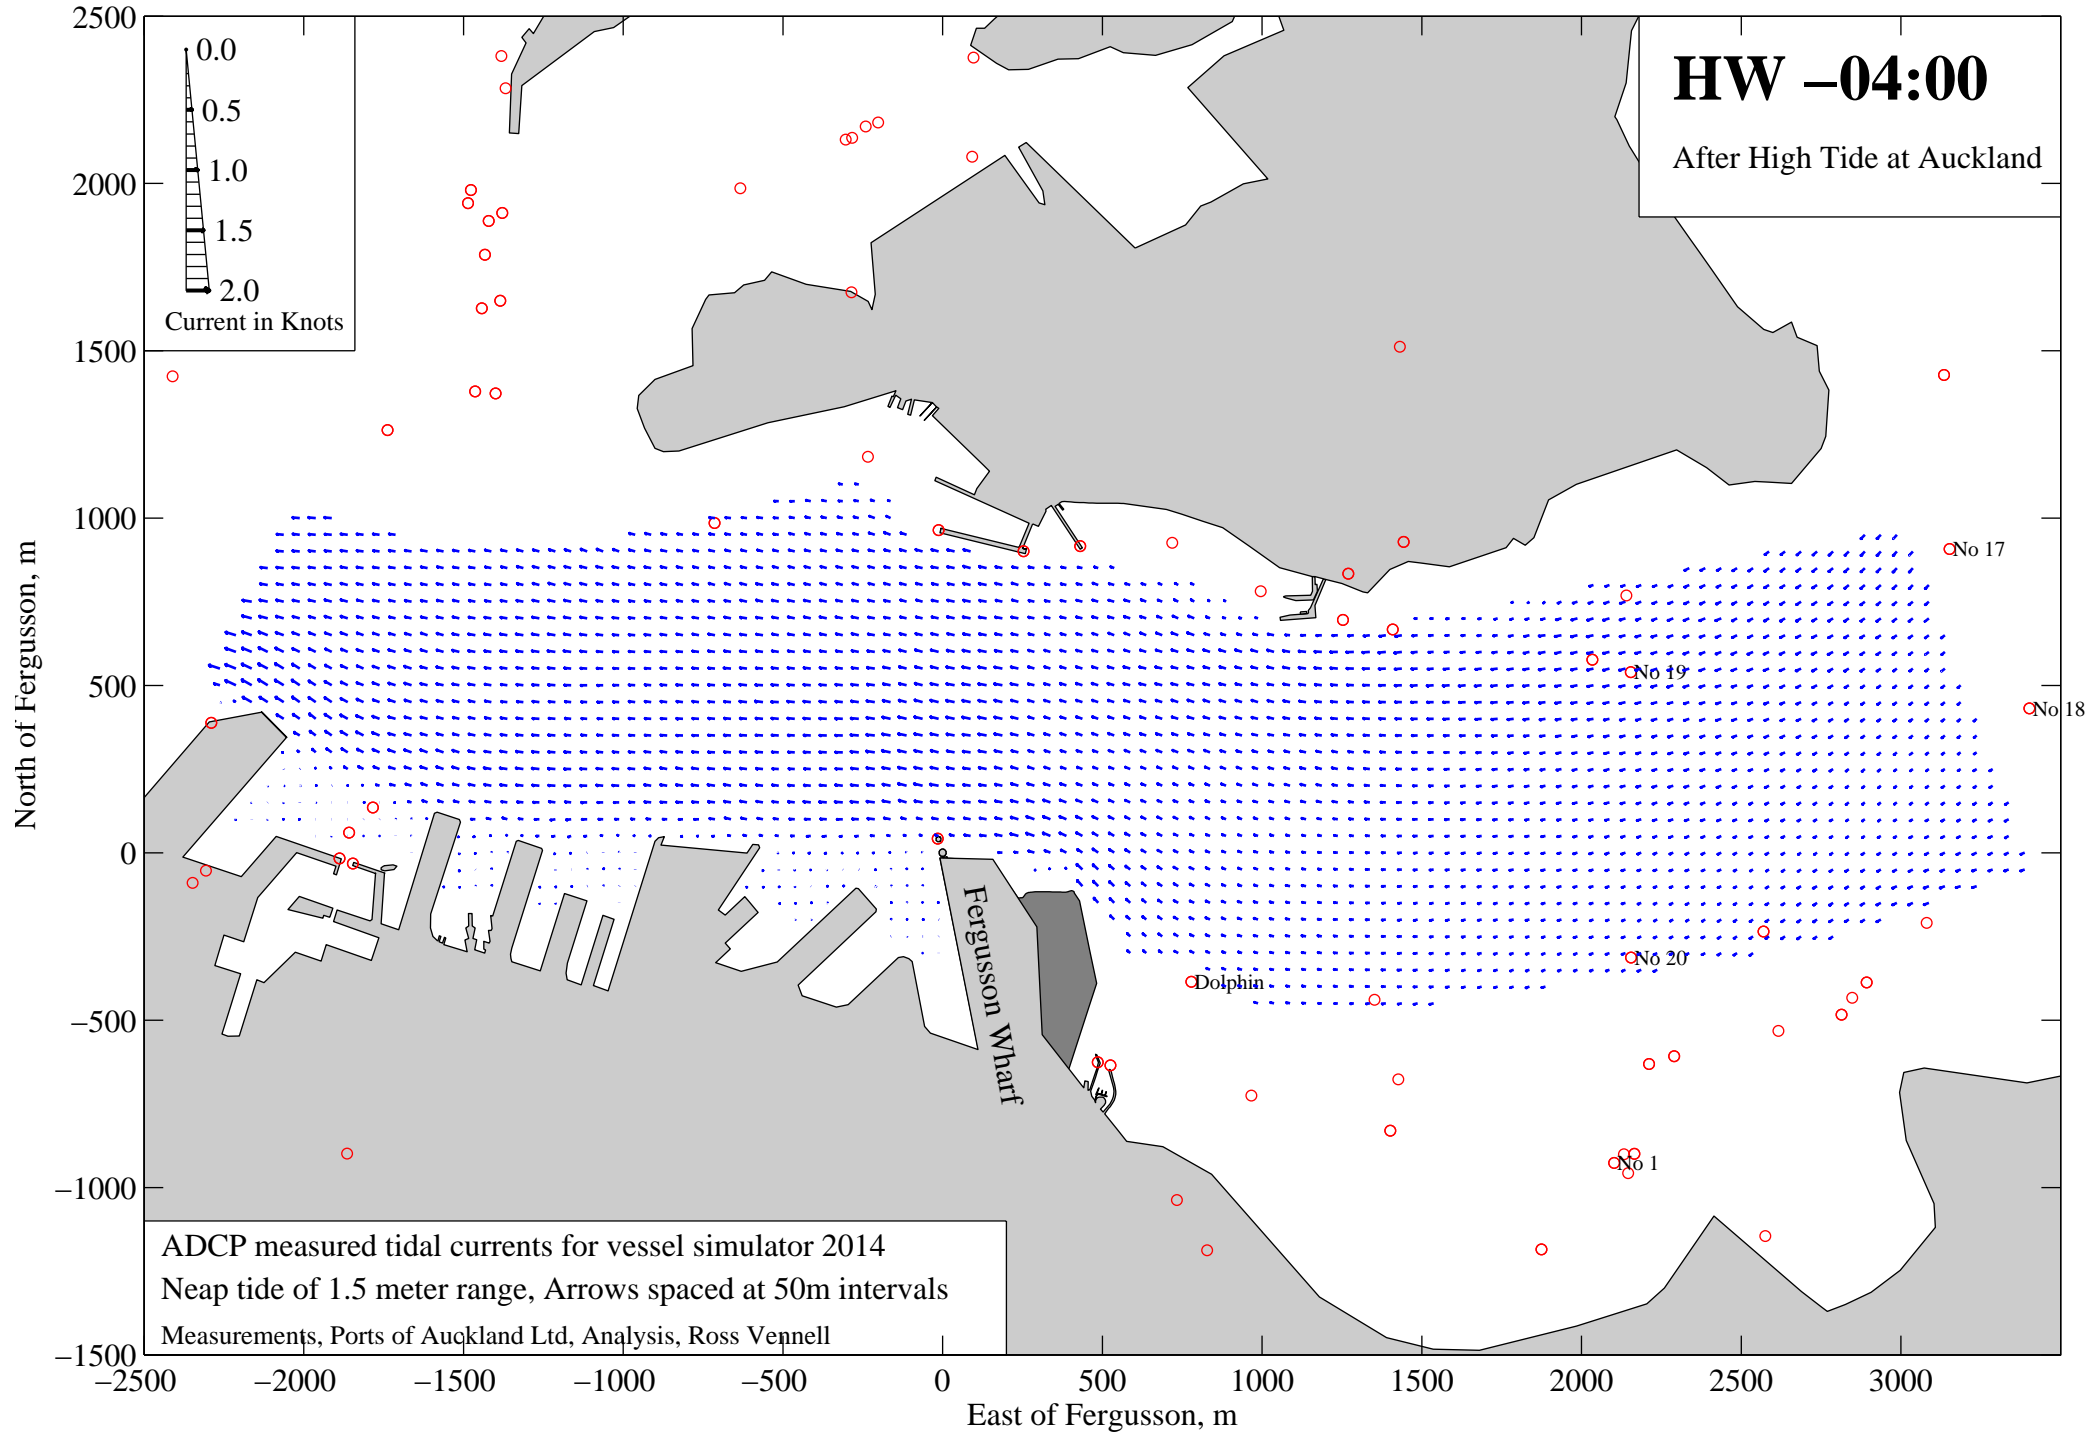 2500
2000
1500
1000
500
0
−500
−1000
−1500
−2500
−2000
−1500
−1000
−500
0
500
1000
1500
2000
2500
3000
East of Fergusson, m
North of Fergusson, m
0.0
0.5
1.0
1.5
2.0
Current in Knots
HW −04:00
After High Tide at Auckland
No 17
No 19
No 18
No 20
Dolphin
No 1
Fergusson Wharf
ADCP measured tidal currents for vessel simulator 2014
Neap tide of 1.5 meter range, Arrows spaced at 50m intervals
Measurements, Ports of Auckland Ltd, Analysis, Ross Vennell